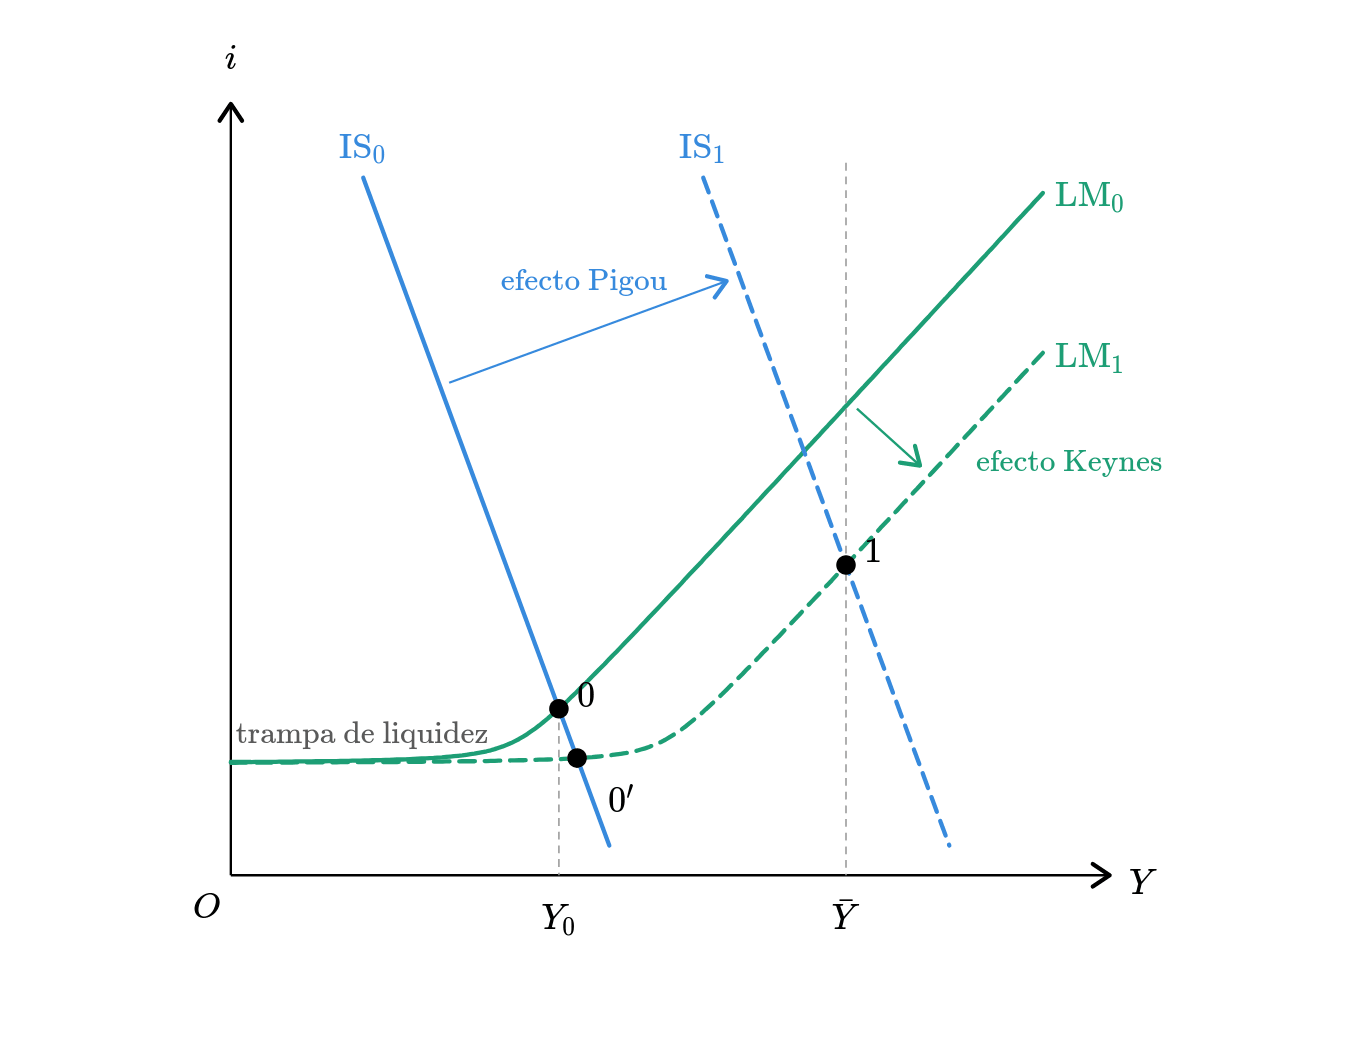 i
IS₀
IS₁
LM₀
efecto Pigou
LM₁
efecto Keynes
1
0
trampa de liquidez
0′
Y
O
Y₀
Ȳ